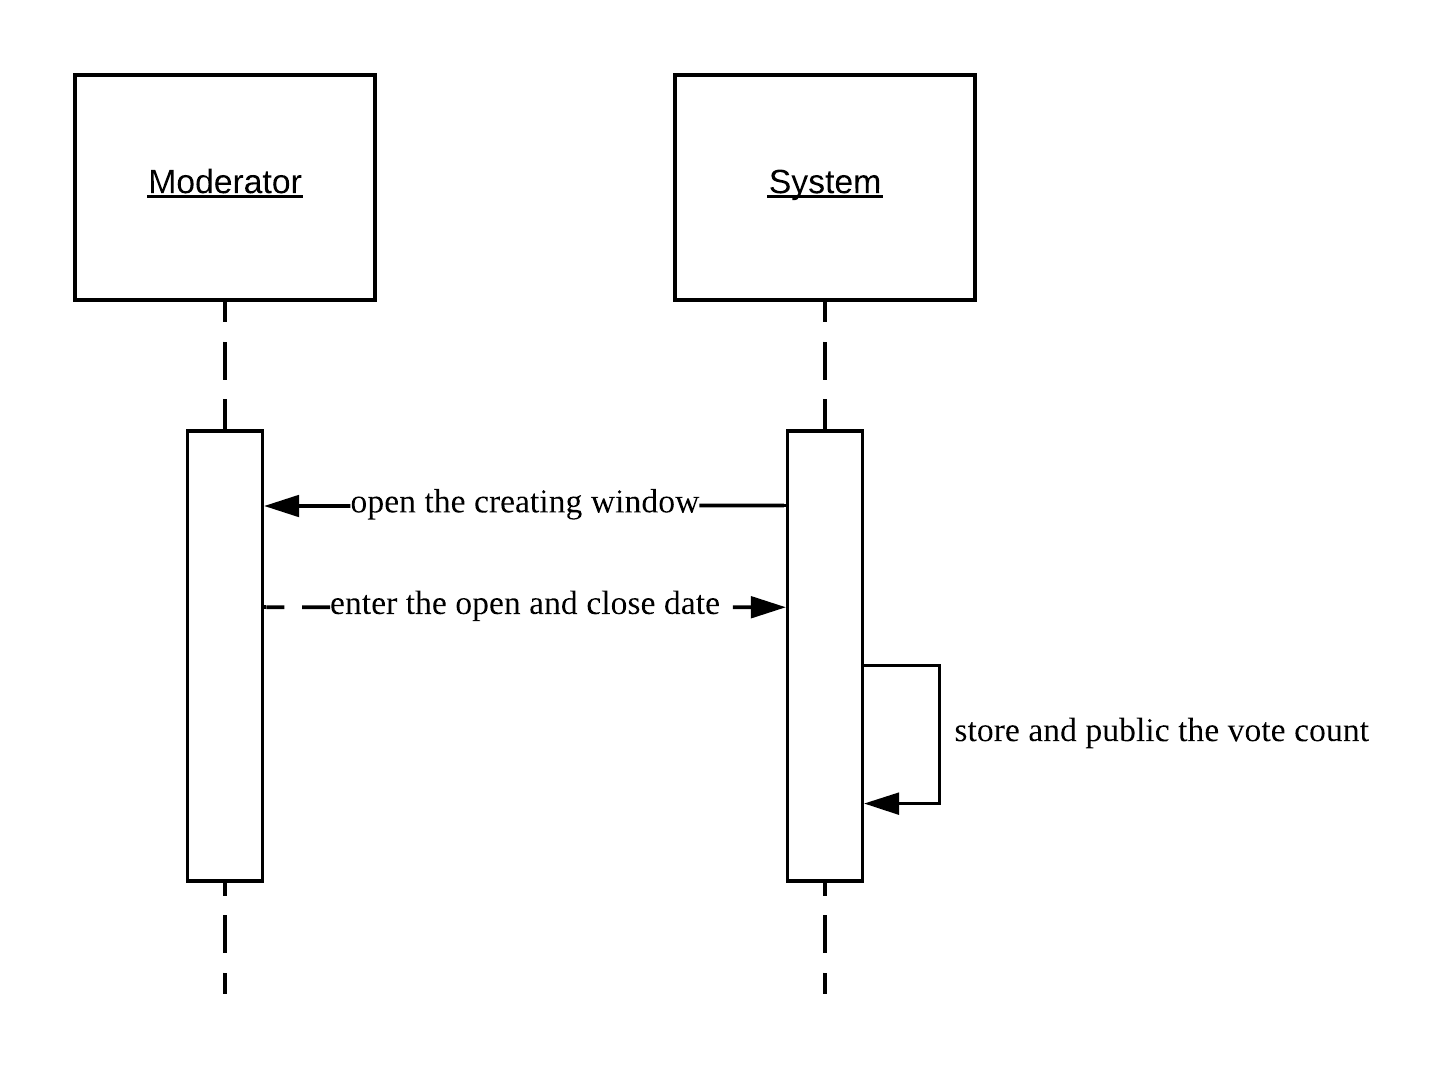 Moderator
System
open the creating window
enter the open and close date
store and public the vote count